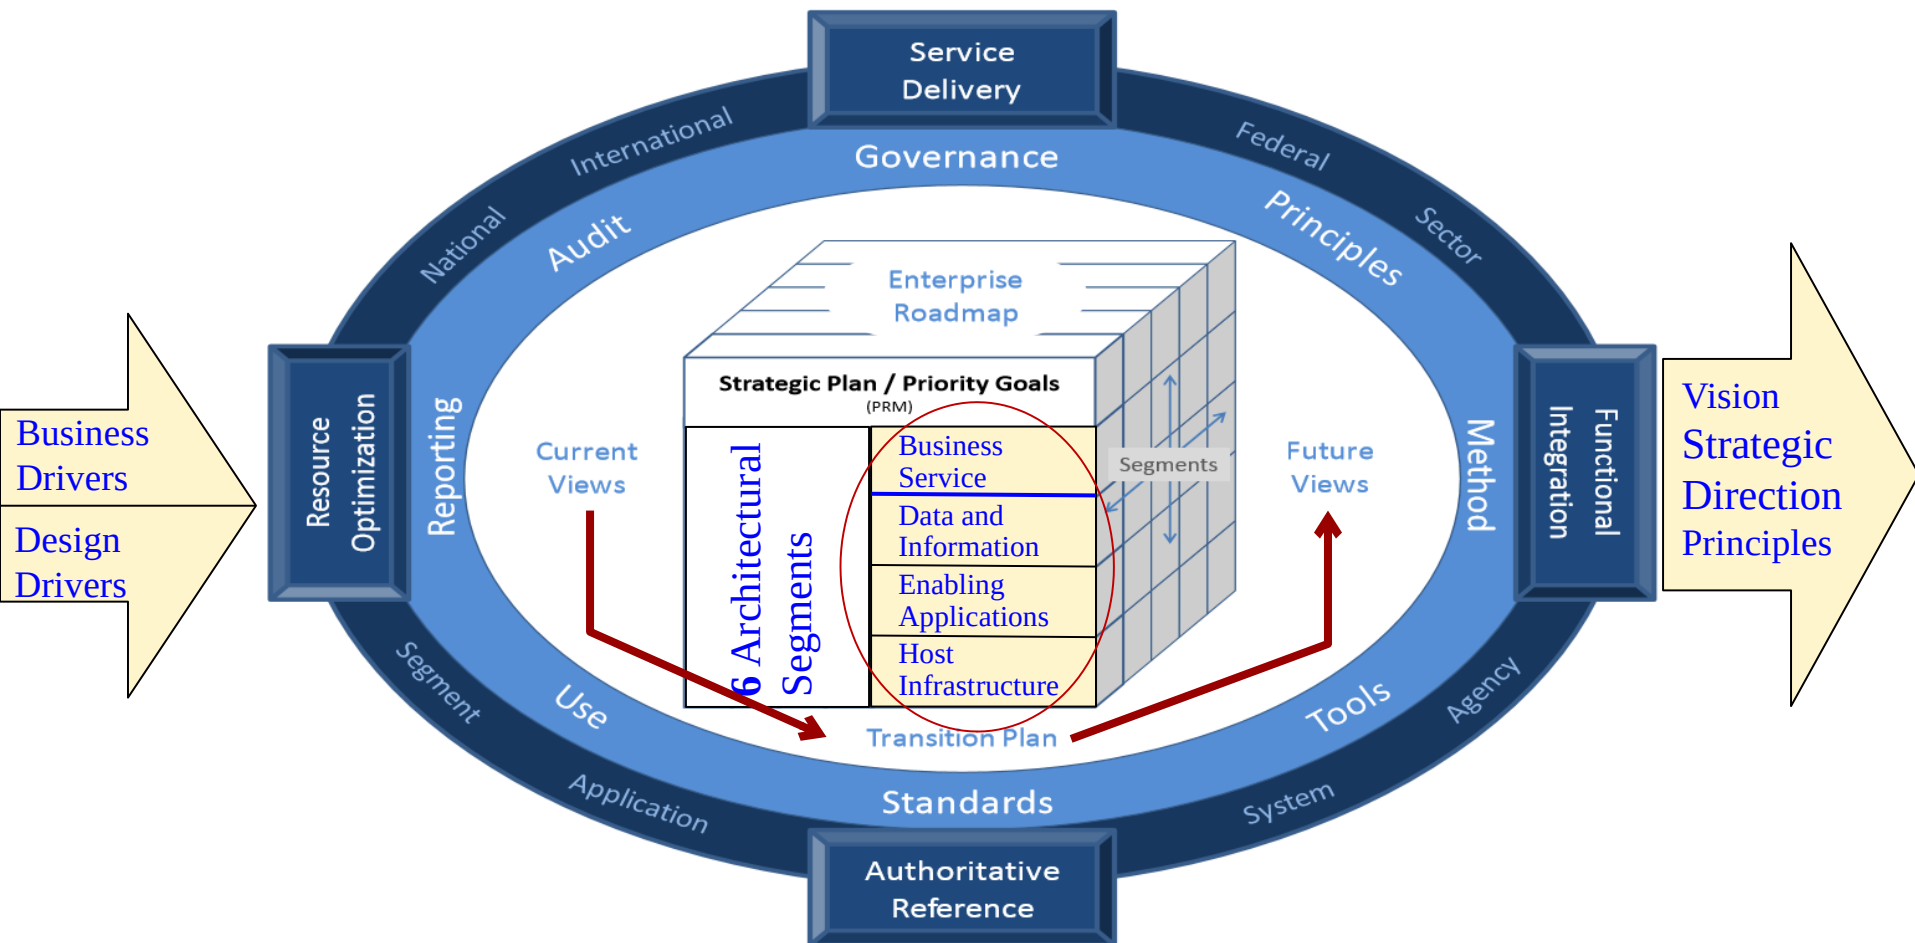 Service
Delivery
International
Federal
Governance
National
Audit
Principles
Sector
Enterprise
Roadmap
Strategic Plan / Priority Goals
(PRM)
Business
Drivers
Design
Drivers
Resource
Optimization
Reporting
Current
Views
6 Architectural
Segments
Business
Service
Data and
Information
Enabling
Applications
Host
Infrastructure
Segments
Future
Views
Method
Functional
Integration
Vision
Strategic
Direction
Principles
Segment
Use
Transition Plan
Tools
Agency
Application
Standards
System
Authoritative
Reference